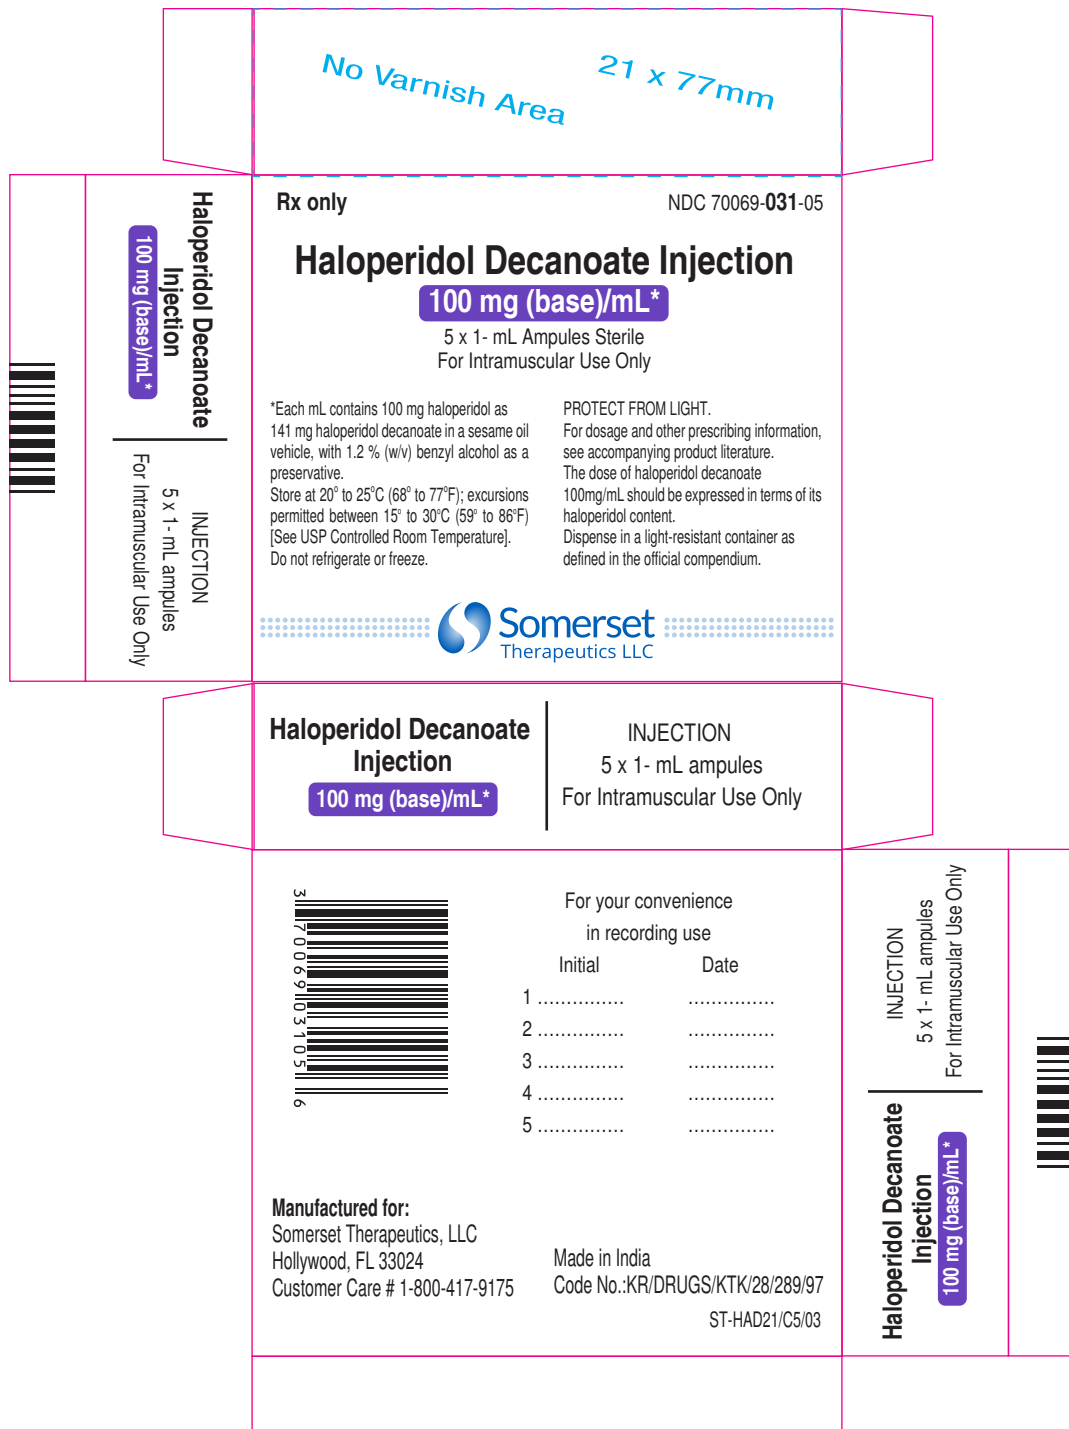 No Varnish Area
21 x 77mm
Rx only
NDC 70069-031-05
Haloperidol Decanoate Injection
100 mg (base)/mL*
5 x 1- mL Ampules Sterile
For Intramuscular Use Only
*Each mL contains 100 mg haloperidol as
141 mg haloperidol decanoate in a sesame oil
vehicle, with 1.2 % (w/v) benzyl alcohol as a
preservative.
Store at 20° to 25°C (68° to 77°F); excursions
permitted between 15° to 30°C (59° to 86°F)
[See USP Controlled Room Temperature].
Do not refrigerate or freeze.
PROTECT FROM LIGHT.
For dosage and other prescribing information,
see accompanying product literature.
The dose of haloperidol decanoate
100mg/mL should be expressed in terms of its
haloperidol content.
Dispense in a light-resistant container as
defined in the official compendium.
Somerset
Therapeutics LLC
Haloperidol Decanoate
Injection
100 mg (base)/mL*
INJECTION
5 x 1- mL ampules
For Intramuscular Use Only
Haloperidol Decanoate
Injection
100 mg (base)/mL*
INJECTION
5 x 1- mL ampules
For Intramuscular Use Only
3 70069 03105 6
For your convenience
in recording use
Initial Date
1 ............... ...............
2 ............... ...............
3 ............... ...............
4 ............... ...............
5 ............... ...............
Manufactured for:
Somerset Therapeutics, LLC
Hollywood, FL 33024
Customer Care # 1-800-417-9175
Made in India
Code No.:KR/DRUGS/KTK/28/289/97
ST-HAD21/C5/03
Haloperidol Decanoate
Injection
100 mg (base)/mL*
INJECTION
5 x 1- mL ampules
For Intramuscular Use Only